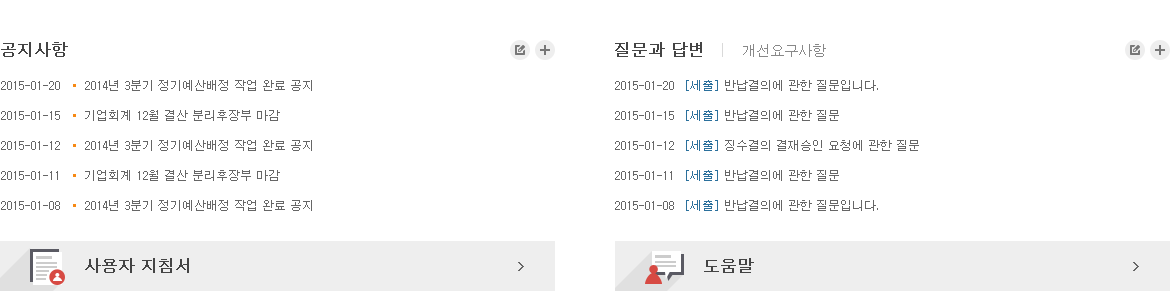 공지사항
2015-01-20 2014년 3분기 정기예산배정 작업 완료 공지
2015-01-15 기업회계 12월 결산 분리후장부 마감
2015-01-12 2014년 3분기 정기예산배정 작업 완료 공지
2015-01-11 기업회계 12월 결산 분리후장부 마감
2015-01-08 2014년 3분기 정기예산배정 작업 완료 공지
사용자 지침서
질문과 답변 | 개선요구사항
2015-01-20 [세출] 반납결의에 관한 질문입니다.
2015-01-15 [세출] 반납결의에 관한 질문
2015-01-12 [세출] 징수결의 결재승인 요청에 관한 질문
2015-01-11 [세출] 반납결의에 관한 질문
2015-01-08 [세출] 반납결의에 관한 질문입니다.
도움말